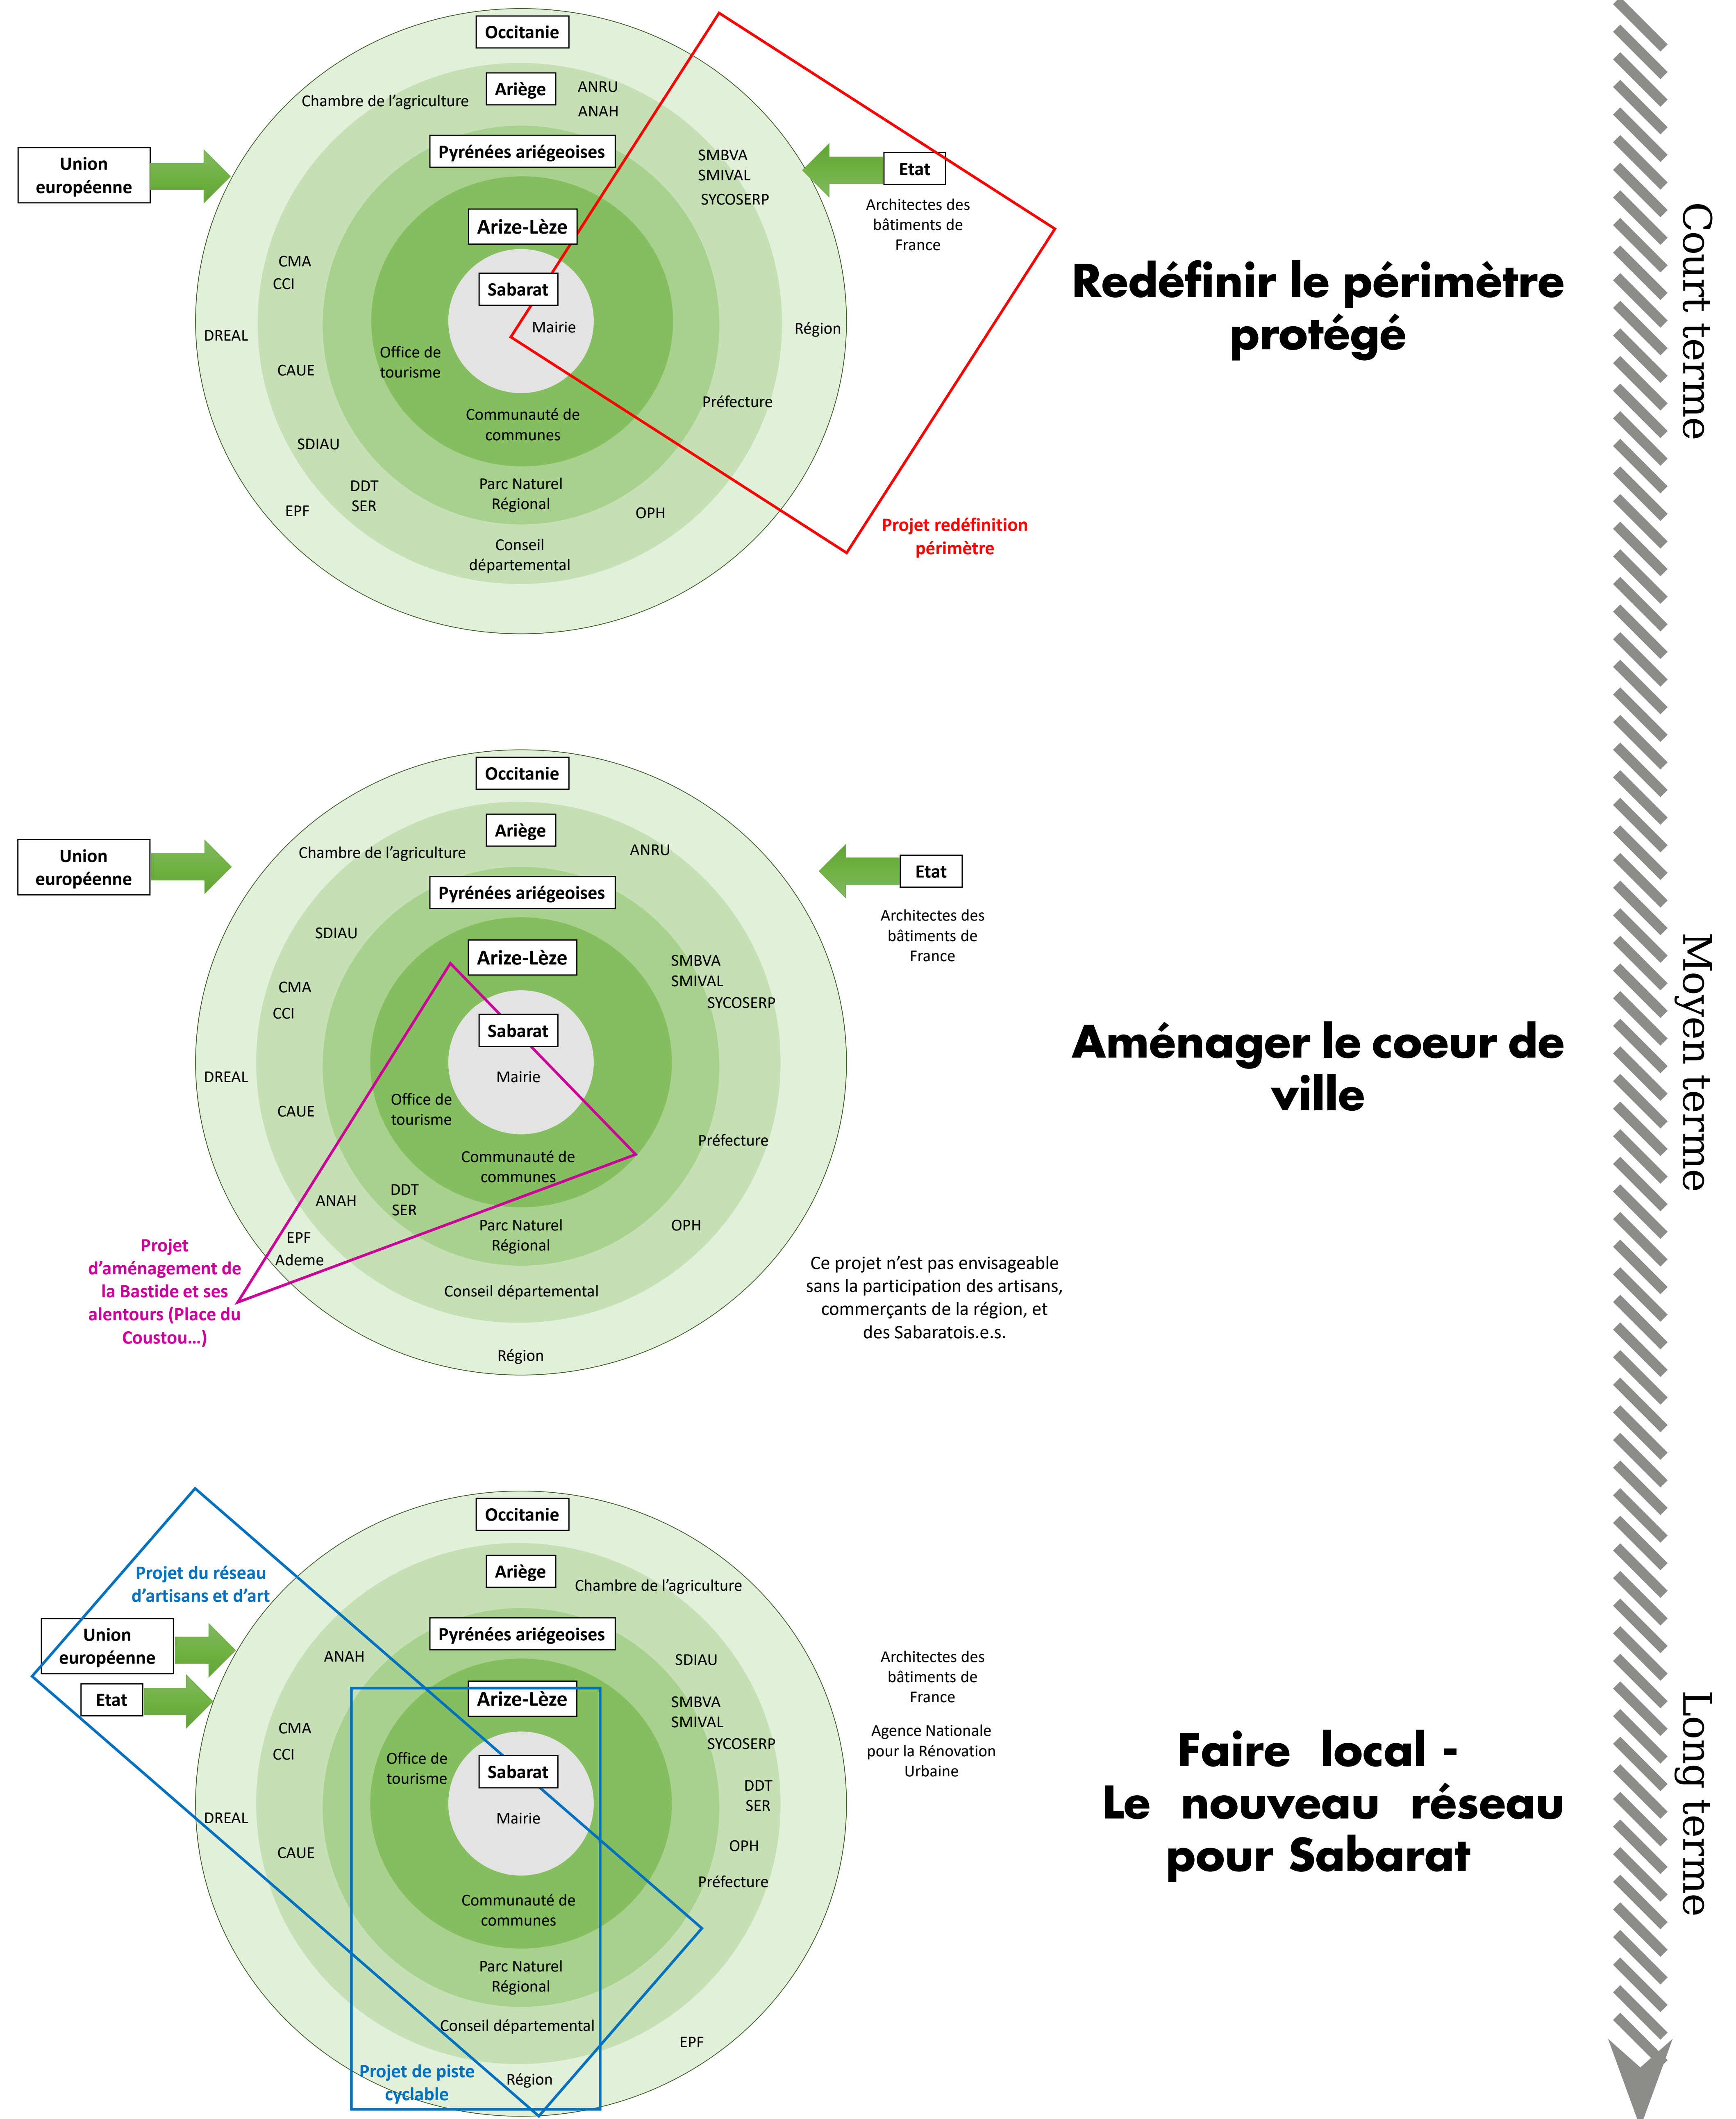 Occitanie
Ariège
ANRU
ANAH
Chambre de l'agriculture
Pyrénées ariégeoises
Union
européenne
SMBVA
SMIVAL
SYCOSERP
Etat
Architectes des
bâtiments de
France
Arize-Lèze
CMA
CCI
Sabarat
Mairie
DREAL
Région
Office de
tourisme
CAUE
Préfecture
Communauté de
communes
SDIAU
DDT
SER
Parc Naturel
Régional
EPF
OPH
Projet redéfinition
périmètre
Conseil
départemental
Redéfinir le périmètre
protégé
Court terme
Occitanie
Ariège
Chambre de l'agriculture
ANRU
Union
européenne
Etat
Pyrénées ariégeoises
Architectes des
bâtiments de
France
SDIAU
Arize-Lèze
SMBVA
SMIVAL
SYCOSERP
CMA
CCI
Sabarat
Mairie
DREAL
Office de
tourisme
CAUE
Préfecture
Communauté de
communes
ANAH
DDT
SER
Parc Naturel
Régional
OPH
EPF
Ademe
Projet
d'aménagement de
la Bastide et ses
alentours (Place du
Coustou...)
Conseil départemental
Ce projet n'est pas envisageable
sans la participation des artisans,
commerçants de la région, et
des Sabaratois.e.s.
Région
Aménager le coeur de
ville
Moyen terme
Occitanie
Ariège
Projet du réseau
d'artisans et d'art
Chambre de l'agriculture
Union
européenne
Pyrénées ariégeoises
ANAH
SDIAU
Architectes des
bâtiments de
France
Etat
Arize-Lèze
SMBVA
SMIVAL
SYCOSERP
CMA
CCI
Agence Nationale
pour la Rénovation
Urbaine
Office de
tourisme
Sabarat
Mairie
DDT
SER
DREAL
OPH
CAUE
Préfecture
Communauté de
communes
Parc Naturel
Régional
Conseil départemental
EPF
Projet de piste
cyclable
Région
Faire local -
Le nouveau réseau
pour Sabarat
Long terme